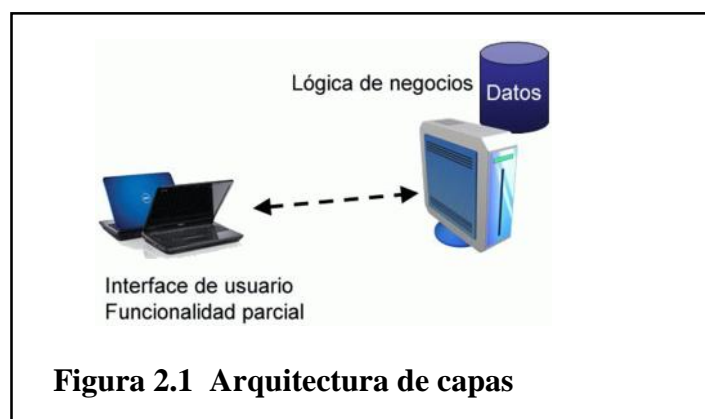 Lógica de negocios
Datos
Interface de usuario
Funcionalidad parcial
Figura 2.1 Arquitectura de capas